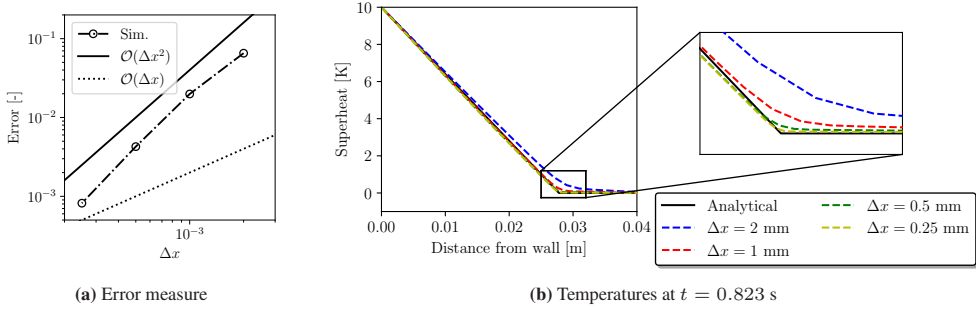 10⁻¹
10⁻²
10⁻³
Error [-]
Sim.
𝒪(Δx²)
𝒪(Δx)
10⁻³
Δx
(a) Error measure
10
8
6
4
2
0
Superheat [K]
0.00
0.01
0.02
0.03
0.04
Distance from wall [m]
Analytical
Δx = 2 mm
Δx = 1 mm
Δx = 0.5 mm
Δx = 0.25 mm
(b) Temperatures at t = 0.823 s